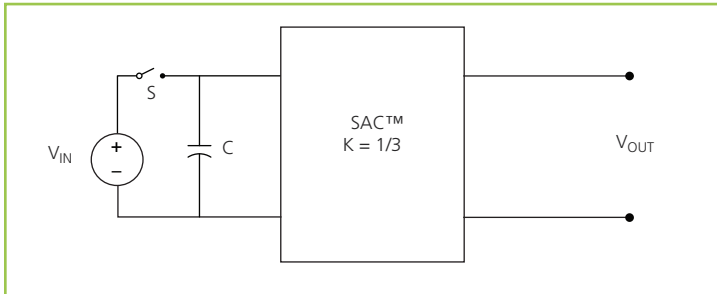 S
SAC™
K = 1/3
V_IN
+
–
C
V_OUT